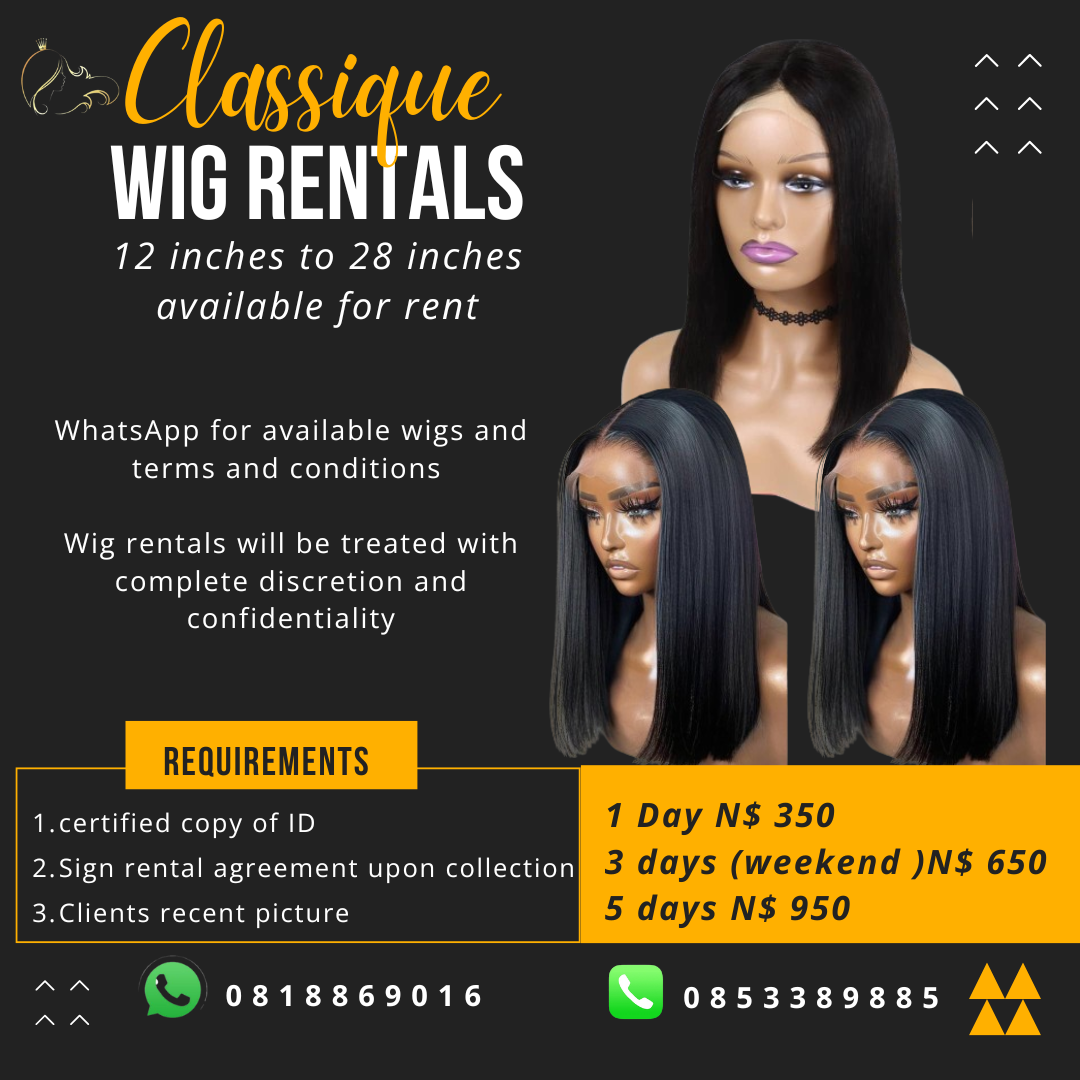 Classique
WIG RENTALS
12 inches to 28 inches
available for rent
WhatsApp for available wigs and
terms and conditions
Wig rentals will be treated with
complete discretion and
confidentiality
REQUIREMENTS
1.certified copy of ID
2.Sign rental agreement upon collection
3.Clients recent picture
1 Day N$ 350
3 days (weekend )N$ 650
5 days N$ 950
0818869016
0853389885